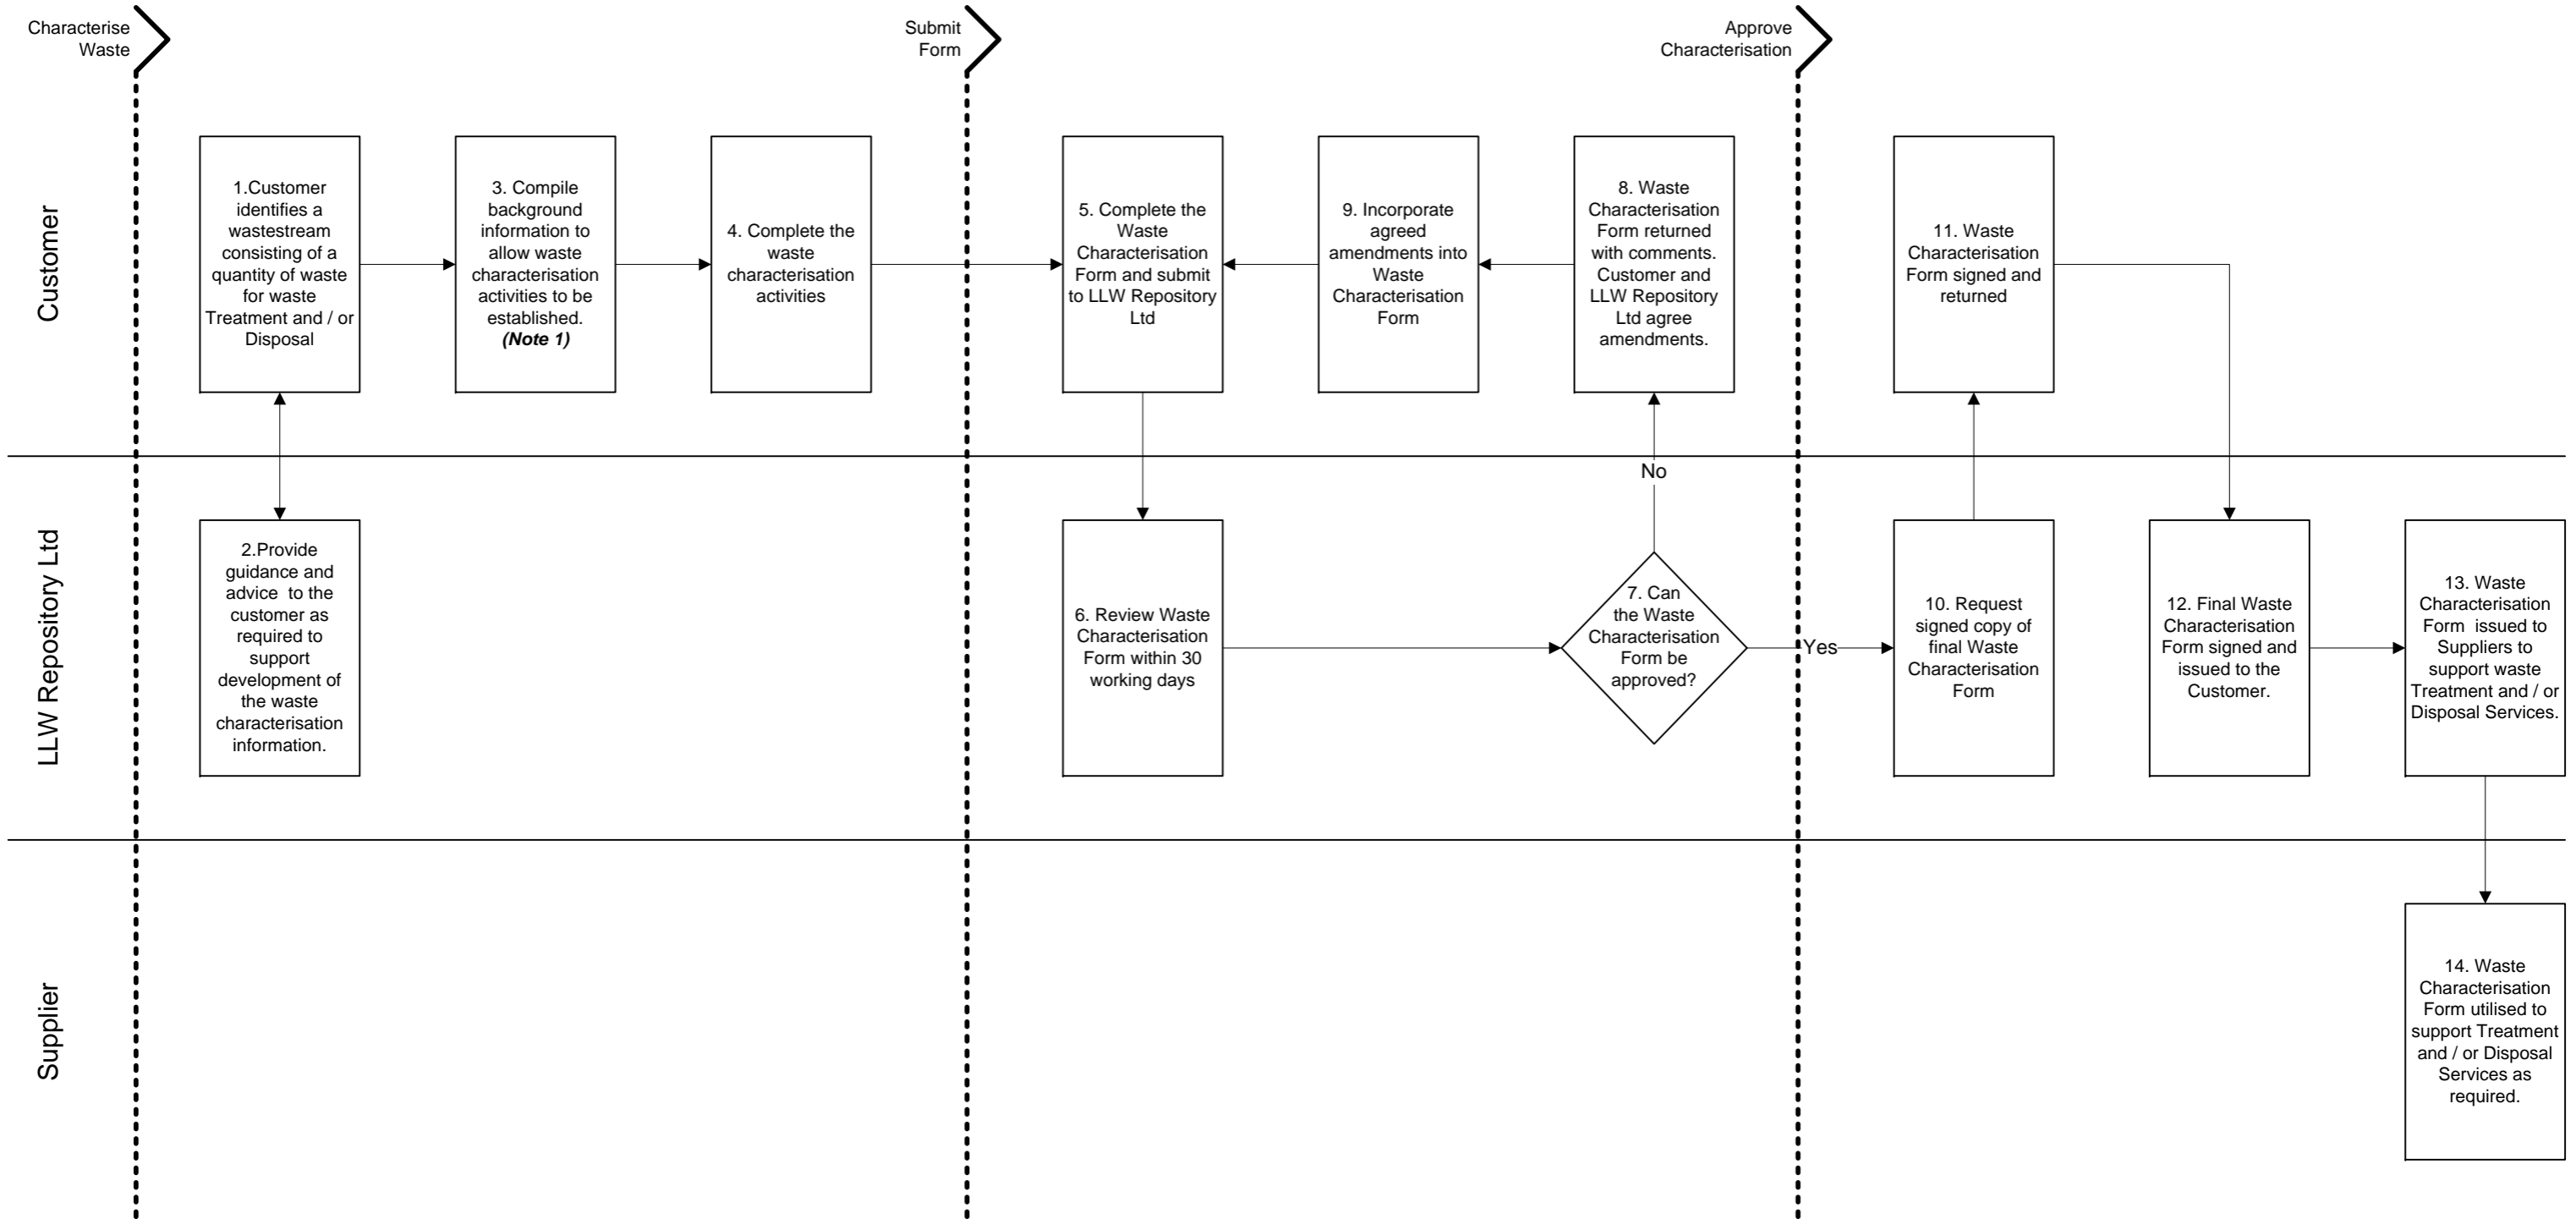 Characterise
Waste
Submit
Form
Approve
Characterisation
Customer
1.Customer
identifies a
wastestream
consisting of a
quantity of waste
for waste
Treatment and / or
Disposal
3. Compile
background
information to
allow waste
characterisation
activities to be
established.
(Note 1)
4. Complete the
waste
characterisation
activities
5. Complete the
Waste
Characterisation
Form and submit
to LLW Repository
Ltd
9. Incorporate
agreed
amendments into
Waste
Characterisation
Form
8. Waste
Characterisation
Form returned
with comments.
Customer and
LLW Repository
Ltd agree
amendments.
11. Waste
Characterisation
Form signed and
returned
No
LLW Repository Ltd
2.Provide
guidance and
advice  to the
customer as
required to
support
development of
the waste
characterisation
information.
6. Review Waste
Characterisation
Form within 30
working days
7. Can
the Waste
Characterisation
Form be
approved?
Yes
10. Request
signed copy of
final Waste
Characterisation
Form
12. Final Waste
Characterisation
Form signed and
issued to the
Customer.
13. Waste
Characterisation
Form  issued to
Suppliers to
support waste
Treatment and / or
Disposal Services.
Supplier
14. Waste
Characterisation
Form utilised to
support Treatment
and / or Disposal
Services as
required.